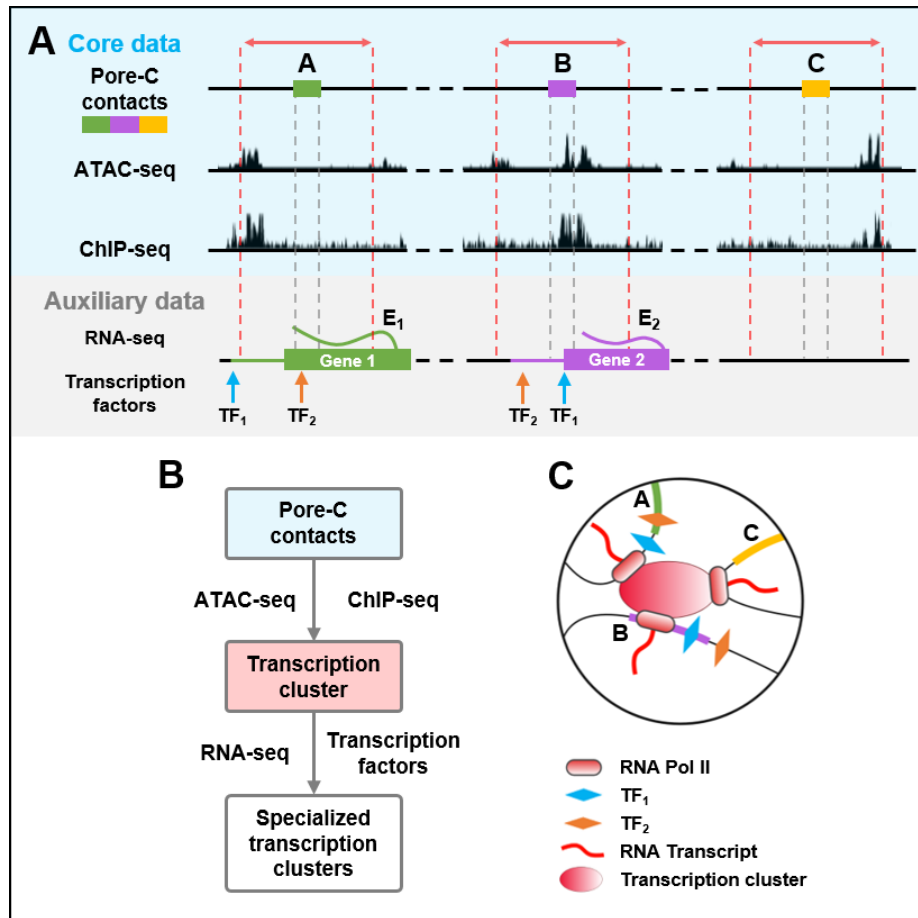 A
Core data
Pore-C
contacts
A
B
C
ATAC-seq
ChIP-seq
Auxiliary data
RNA-seq
E₁
E₂
Gene 1
Gene 2
Transcription
factors
TF₁
TF₂
TF₂
TF₁
B
Pore-C
contacts
ATAC-seq
ChIP-seq
Transcription
cluster
RNA-seq
Transcription
factors
Specialized
transcription
clusters
C
A
C
B
RNA Pol II
TF₁
TF₂
RNA Transcript
Transcription cluster